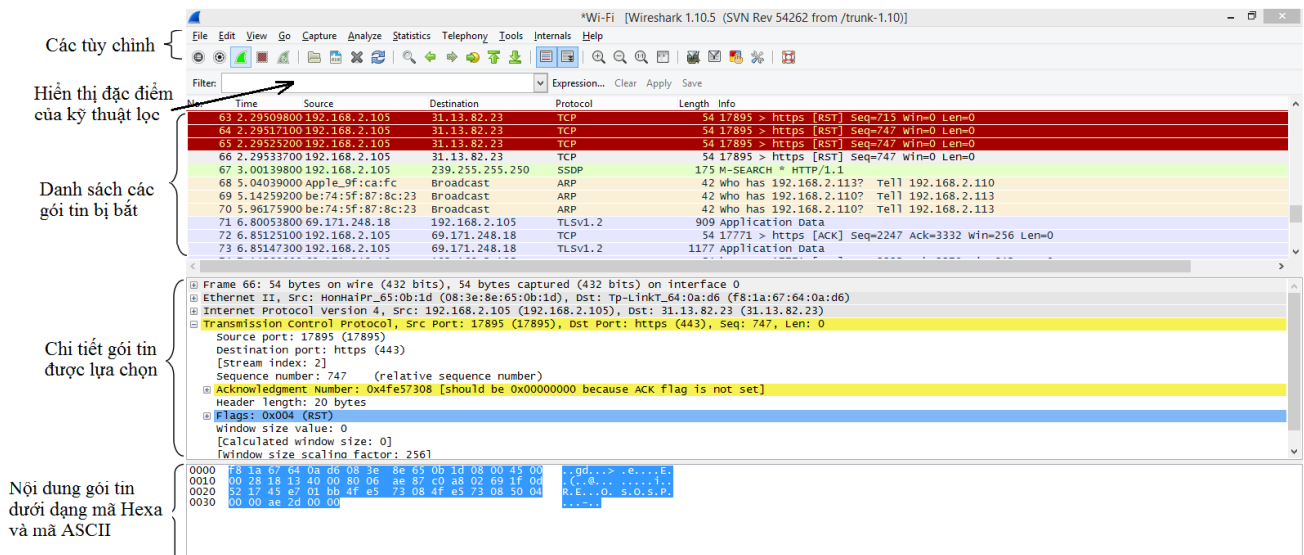 *Wi-Fi [Wireshark 1.10.5 (SVN Rev 54262 from /trunk-1.10)]
File Edit View Go Capture Analyze Statistics Telephony Tools Internals Help
Các tùy chỉnh
Filter: Expression... Clear Apply Save
Hiển thị đặc điểm
của kỹ thuật lọc
No. Time Source Destination Protocol Length Info
63 2.29509800 192.168.2.105 31.13.82.23 TCP 54 17895 > https [RST] Seq=715 Win=0 Len=0
64 2.29517100 192.168.2.105 31.13.82.23 TCP 54 17895 > https [RST] Seq=747 Win=0 Len=0
65 2.29525200 192.168.2.105 31.13.82.23 TCP 54 17895 > https [RST] Seq=747 Win=0 Len=0
66 2.29533700 192.168.2.105 31.13.82.23 TCP 54 17895 > https [RST] Seq=747 Win=0 Len=0
67 3.00139800 192.168.2.105 239.255.255.250 SSDP 175 M-SEARCH * HTTP/1.1
68 5.04039000 Apple_9f:ca:fc Broadcast ARP 42 Who has 192.168.2.113? Tell 192.168.2.110
69 5.14259200 be:74:5f:87:8c:23 Broadcast ARP 42 Who has 192.168.2.110? Tell 192.168.2.113
70 5.96175900 be:74:5f:87:8c:23 Broadcast ARP 42 Who has 192.168.2.110? Tell 192.168.2.113
71 6.80053800 69.171.248.18 192.168.2.105 TLSv1.2 909 Application Data
72 6.85125100 192.168.2.105 69.171.248.18 TCP 54 17771 > https [ACK] Seq=2247 Ack=3332 Win=256 Len=0
73 6.85147300 192.168.2.105 69.171.248.18 TLSv1.2 1177 Application Data
Danh sách các
gói tin bị bắt
Frame 66: 54 bytes on wire (432 bits), 54 bytes captured (432 bits) on interface 0
Ethernet II, Src: HonHaiPr_65:0b:1d (08:3e:8e:65:0b:1d), Dst: Tp-LinkT_64:0a:d6 (f8:1a:67:64:0a:d6)
Internet Protocol Version 4, Src: 192.168.2.105 (192.168.2.105), Dst: 31.13.82.23 (31.13.82.23)
Transmission Control Protocol, Src Port: 17895 (17895), Dst Port: https (443), Seq: 747, Len: 0
Source port: 17895 (17895)
Destination port: https (443)
[Stream index: 2]
Sequence number: 747 (relative sequence number)
Acknowledgment Number: 0x4fe57308 [should be 0x00000000 because ACK flag is not set]
Header length: 20 bytes
Flags: 0x004 (RST)
Window size value: 0
[Calculated window size: 0]
[Window size scaling factor: 256]
Chi tiết gói tin
được lựa chọn
0000 f8 1a 67 64 0a d6 08 3e 8e 65 0b 1d 08 00 45 00 ..gd...> .e....E.
0010 00 28 18 13 40 00 80 06 ae 87 c0 a8 02 69 1f 0d .(..@... .....i..
0020 52 17 45 e7 01 bb 4f e5 73 08 4f e5 73 08 50 04 R.E...O. s.O.s.P.
0030 00 00 ae 2d 00 00 ...-..
Nội dung gói tin
dưới dạng mã Hexa
và mã ASCII